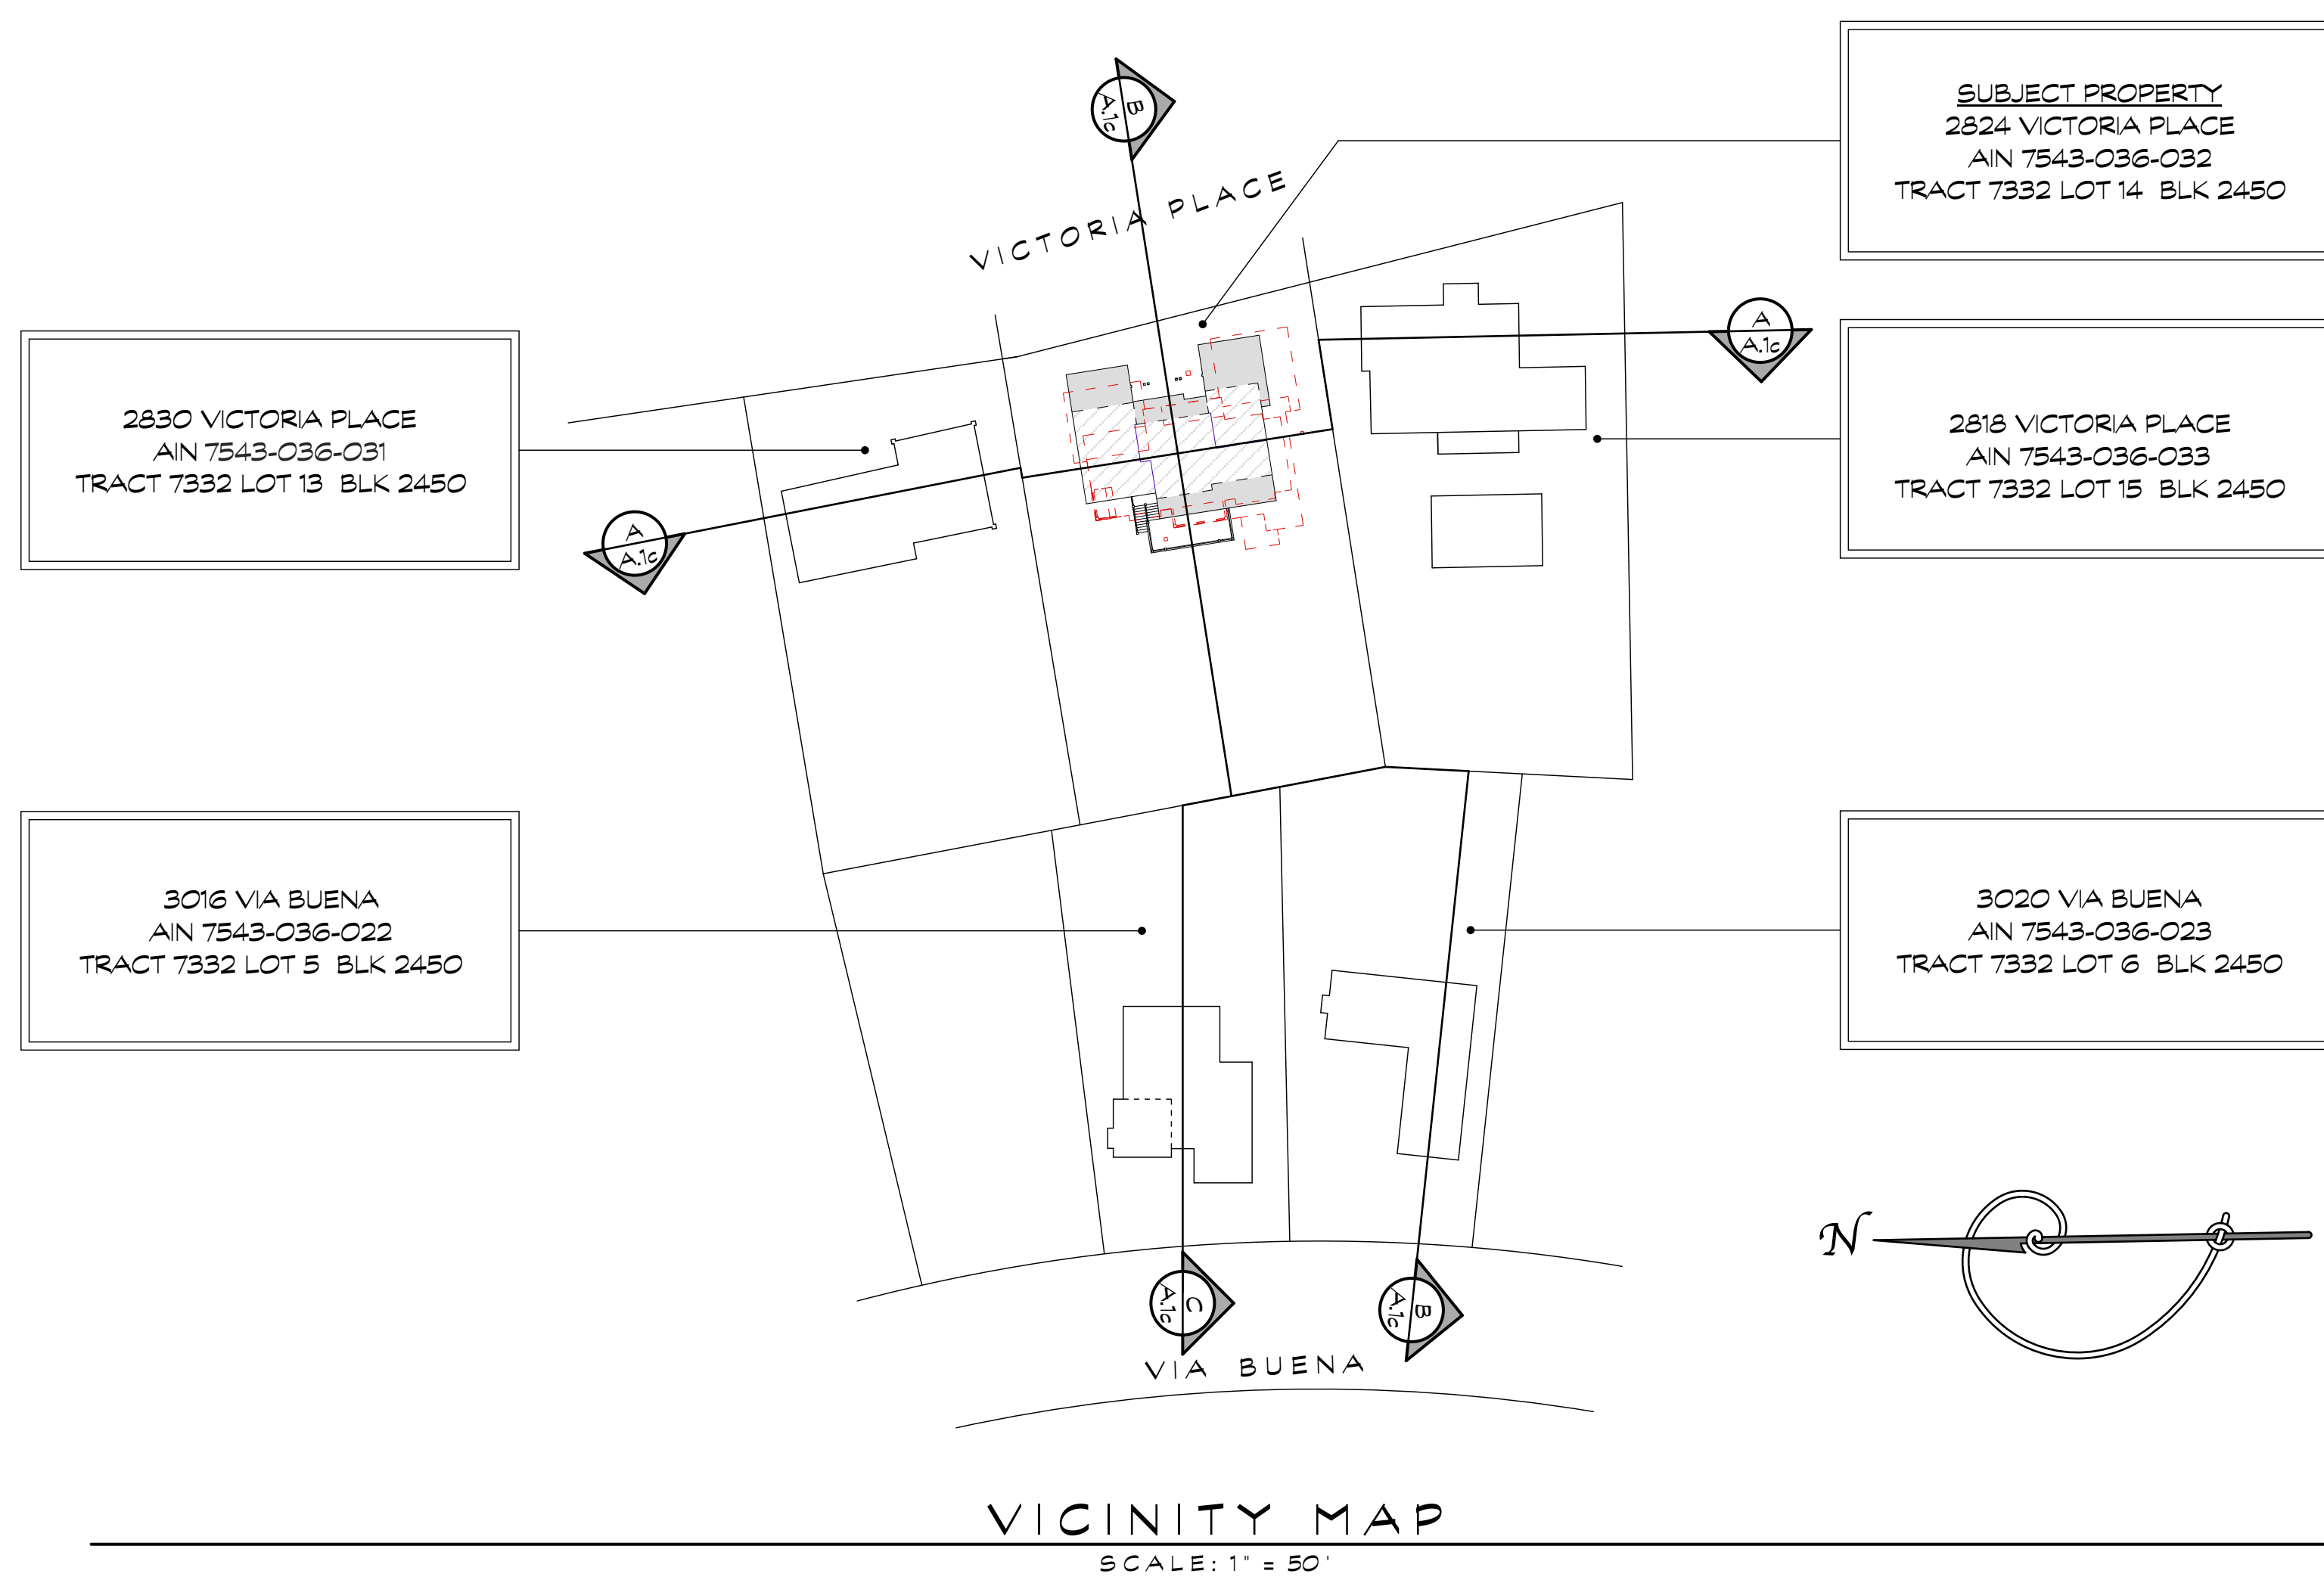 B
A.1c
SUBJECT PROPERTY
2824 VICTORIA PLACE
AIN 7543-036-032
TRACT 7332 LOT 14 BLK 2450
VICTORIA PLACE
A
A.1c
2830 VICTORIA PLACE
AIN 7543-036-031
TRACT 7332 LOT 13 BLK 2450
2818 VICTORIA PLACE
AIN 7543-036-033
TRACT 7332 LOT 15 BLK 2450
A
A.1c
3016 VIA BUENA
AIN 7543-036-022
TRACT 7332 LOT 5 BLK 2450
3020 VIA BUENA
AIN 7543-036-023
TRACT 7332 LOT 6 BLK 2450
N
C
A.1c
B
A.1c
VIA BUENA
VICINITY MAP
SCALE: 1" = 50'